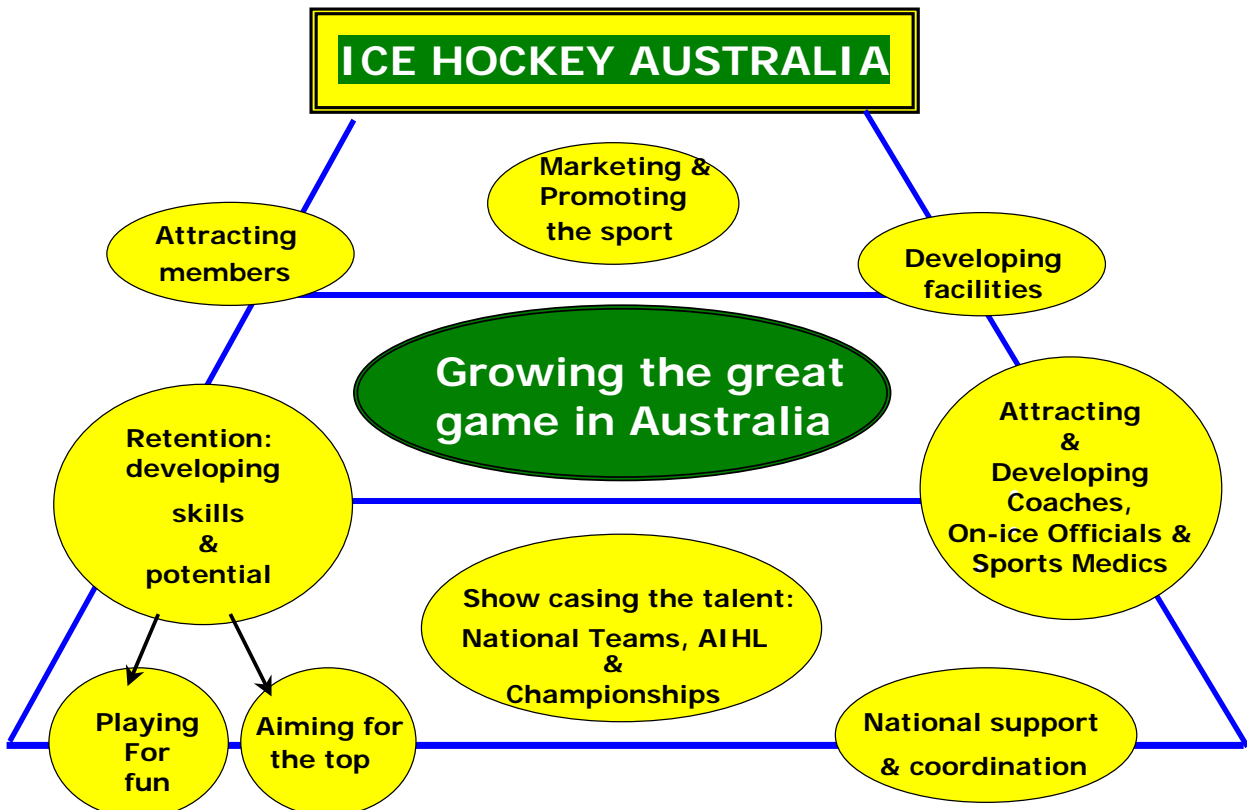 ICE HOCKEY AUSTRALIA
Marketing &
Promoting
the sport
Attracting
members
Developing
facilities
Growing the great
game in Australia
Retention:
developing
skills
&
potential
Attracting
&
Developing
Coaches,
On-ice Officials &
Sports Medics
Show casing the talent:
National Teams, AIHL
&
Championships
Playing
For
fun
Aiming for
the top
National support
& coordination